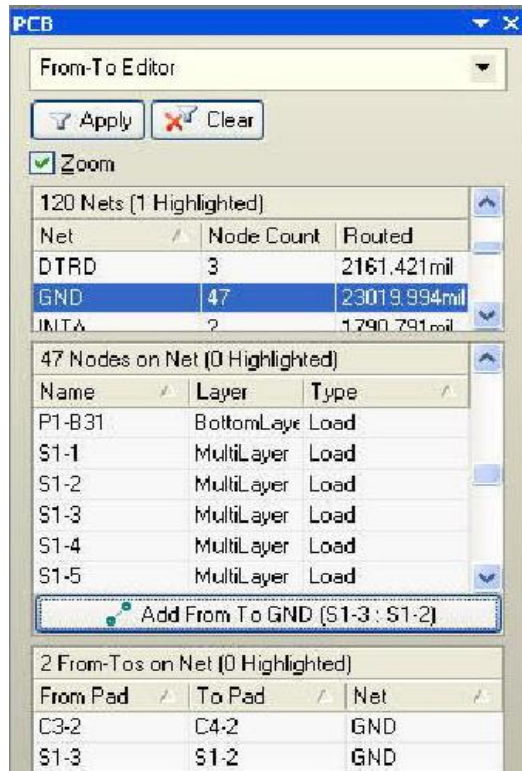 PCB
From-To Editor
Apply Clear
Zoom
120 Nets (1 Highlighted)
Net Node Count Routed
DTRD 3 2161.421mil
GND 47 23019.994mil
INTA 2 1790.791mil
47 Nodes on Net (0 Highlighted)
Name Layer Type
P1-B31 BottomLaye Load
S1-1 MultiLayer Load
S1-2 MultiLayer Load
S1-3 MultiLayer Load
S1-4 MultiLayer Load
S1-5 MultiLayer Load
Add From To GND (S1-3 : S1-2)
2 From-Tos on Net (0 Highlighted)
From Pad To Pad Net
C3-2 C4-2 GND
S1-3 S1-2 GND